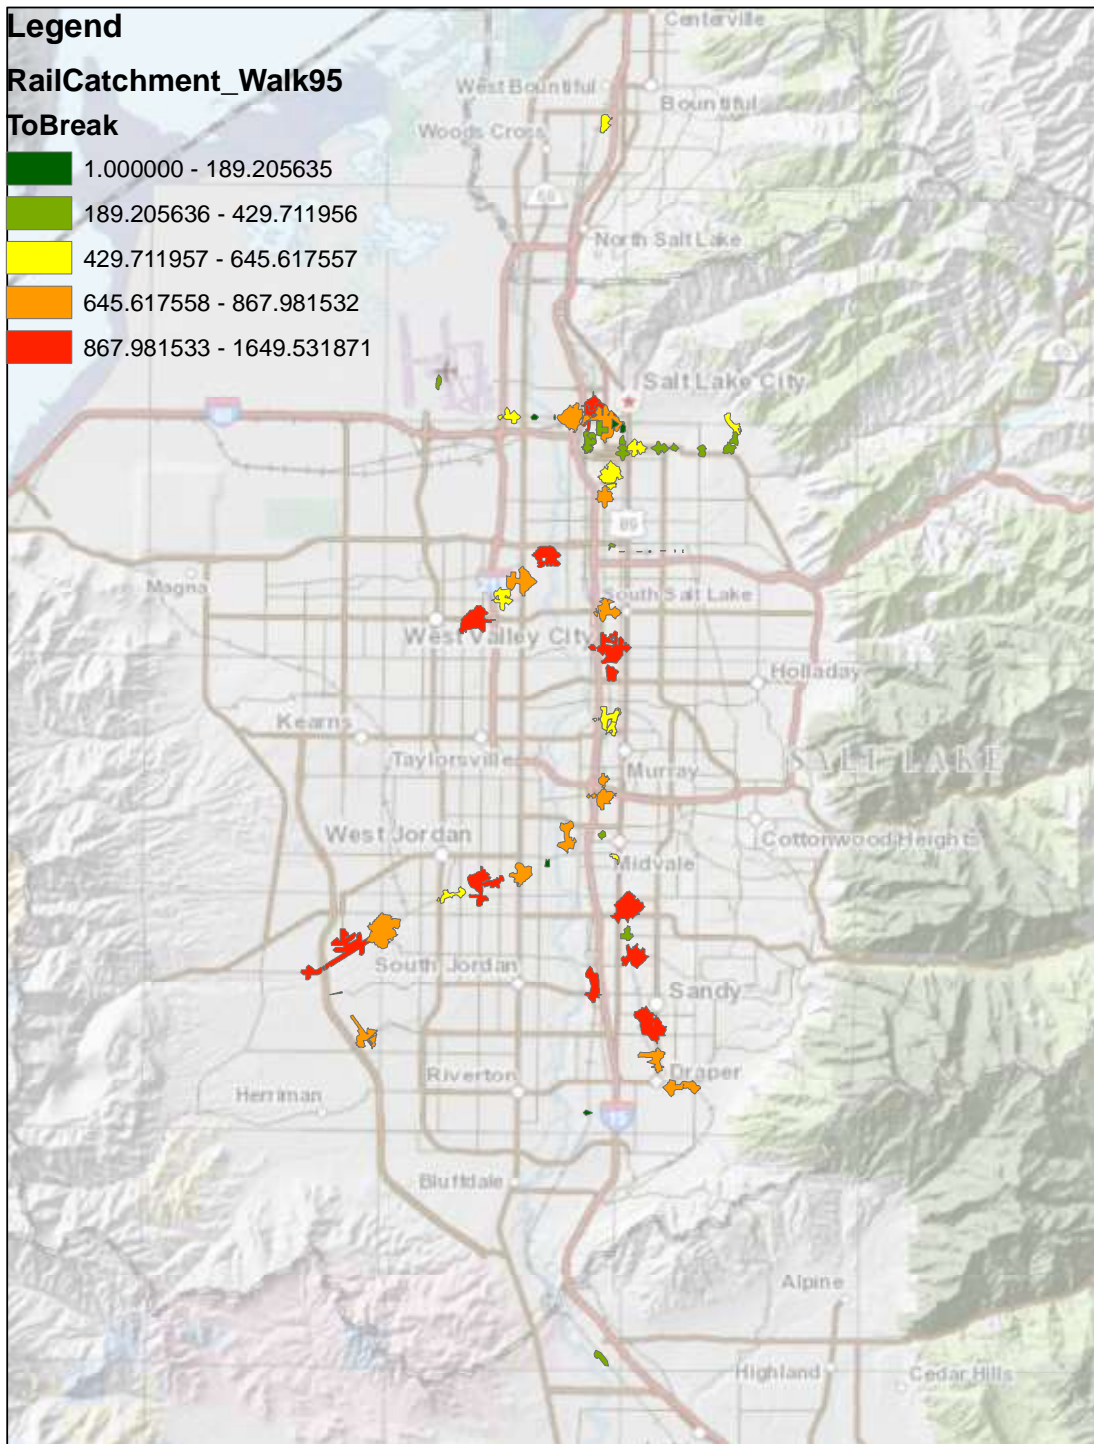 Legend
RailCatchment_Walk95
ToBreak
1.000000 - 189.205635
189.205636 - 429.711956
429.711957 - 645.617557
645.617558 - 867.981532
867.981533 - 1649.531871
Centerville
West Bountiful
Bountiful
Woods Cross
North Salt Lake
Salt Lake City
89
Magna
South Salt Lake
West Valley City
Holladay
Kearns
Taylorsville
Murray
SALT LAKE
West Jordan
Cottonwood Heights
Midvale
South Jordan
Sandy
Riverton
Draper
Herriman
15
Bluffdale
Alpine
Highland
Cedar Hills